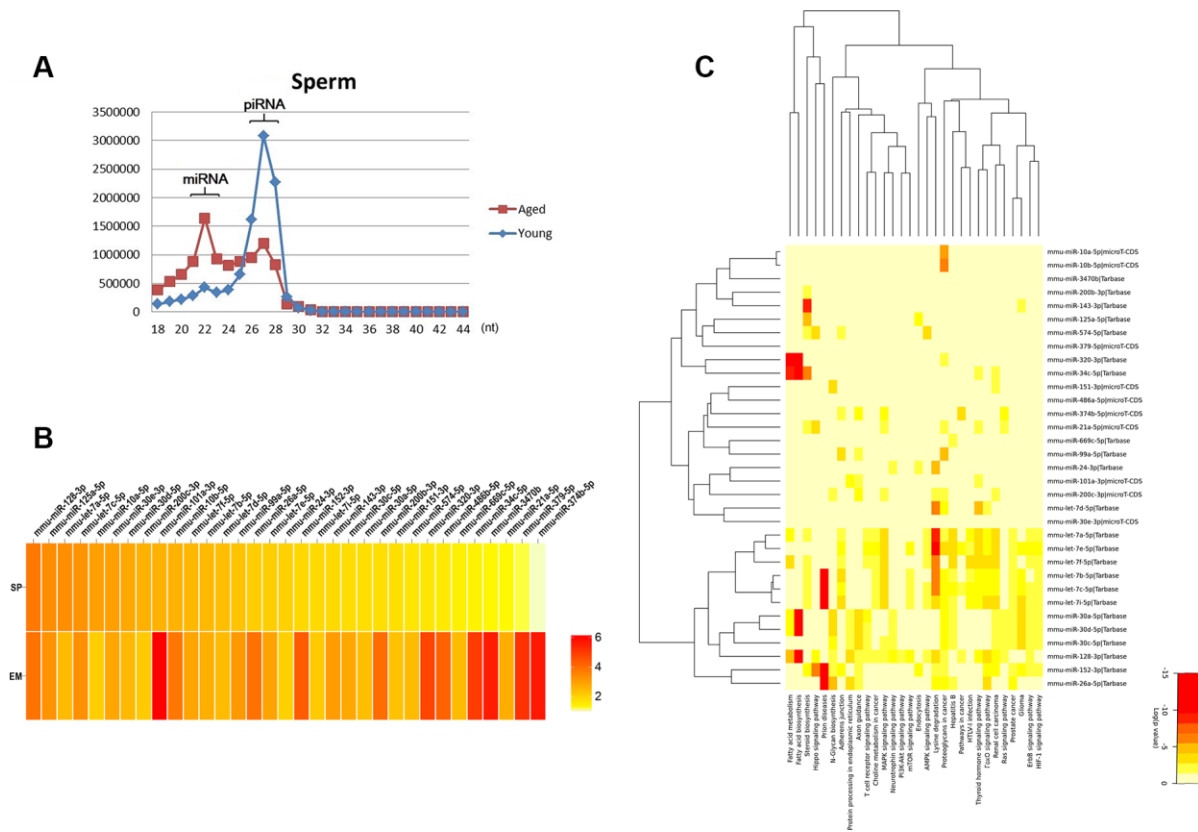 A
Sperm
3500000
3000000
2500000
2000000
1500000
1000000
500000
0
piRNA
miRNA
Aged
Young
18 20 22 24 26 28 30 32 34 36 38 40 42 44 (nt)
B
mmu-miR-128-3p
mmu-miR-125a-5p
mmu-let-7a-5p
mmu-let-7c-5p
mmu-miR-10a-5p
mmu-miR-30e-3p
mmu-miR-30d-5p
mmu-miR-200c-3p
mmu-miR-101a-3p
mmu-miR-10b-5p
mmu-let-7f-5p
mmu-let-7b-5p
mmu-let-7d-5p
mmu-miR-99a-5p
mmu-miR-26a-5p
mmu-let-7e-5p
mmu-miR-24-3p
mmu-miR-152-3p
mmu-let-7i-5p
mmu-miR-143-3p
mmu-miR-30c-5p
mmu-miR-30a-5p
mmu-miR-200b-3p
mmu-miR-151-3p
mmu-miR-574-5p
mmu-miR-320-3p
mmu-miR-486b-5p
mmu-miR-669c-5p
mmu-miR-34c-5p
mmu-miR-3470b
mmu-miR-21a-5p
mmu-miR-379-5p
mmu-miR-374b-5p
SP
EM
6
4
2
C
mmu-miR-10a-5p|microT-CDS
mmu-miR-10b-5p|microT-CDS
mmu-miR-3470b|Tarbase
mmu-miR-200b-3p|Tarbase
mmu-miR-143-3p|Tarbase
mmu-miR-125a-5p|Tarbase
mmu-miR-574-5p|Tarbase
mmu-miR-379-5p|microT-CDS
mmu-miR-320-3p|Tarbase
mmu-miR-34c-5p|Tarbase
mmu-miR-151-3p|microT-CDS
mmu-miR-486a-5p|microT-CDS
mmu-miR-374b-5p|microT-CDS
mmu-miR-21a-5p|microT-CDS
mmu-miR-669c-5p|Tarbase
mmu-miR-99a-5p|Tarbase
mmu-miR-24-3p|Tarbase
mmu-miR-101a-3p|microT-CDS
mmu-miR-200c-3p|microT-CDS
mmu-let-7d-5p|Tarbase
mmu-miR-30e-3p|microT-CDS
mmu-let-7a-5p|Tarbase
mmu-let-7e-5p|Tarbase
mmu-let-7f-5p|Tarbase
mmu-let-7b-5p|Tarbase
mmu-let-7c-5p|Tarbase
mmu-let-7i-5p|Tarbase
mmu-miR-30a-5p|Tarbase
mmu-miR-30d-5p|Tarbase
mmu-miR-30c-5p|Tarbase
mmu-miR-128-3p|Tarbase
mmu-miR-152-3p|Tarbase
mmu-miR-26a-5p|Tarbase
Fatty acid metabolism
Fatty acid biosynthesis
Steroid biosynthesis
Hippo signaling pathway
Prion diseases
N-Glycan biosynthesis
Adherens junction
Protein processing in endoplasmic reticulum
Axon guidance
T cell receptor signaling pathway
Choline metabolism in cancer
MAPK signaling pathway
Neurotrophin signaling pathway
PI3K-Akt signaling pathway
mTOR signaling pathway
Endocytosis
AMPK signaling pathway
Lysine degradation
Proteoglycans in cancer
Hepatitis B
Pathways in cancer
HTLV-I infection
Thyroid hormone signaling pathway
FoxO signaling pathway
Renal cell carcinoma
Ras signaling pathway
Prostate cancer
Glioma
ErbB signaling pathway
HIF-1 signaling pathway
-15
-10
-5
0
Log(p value)